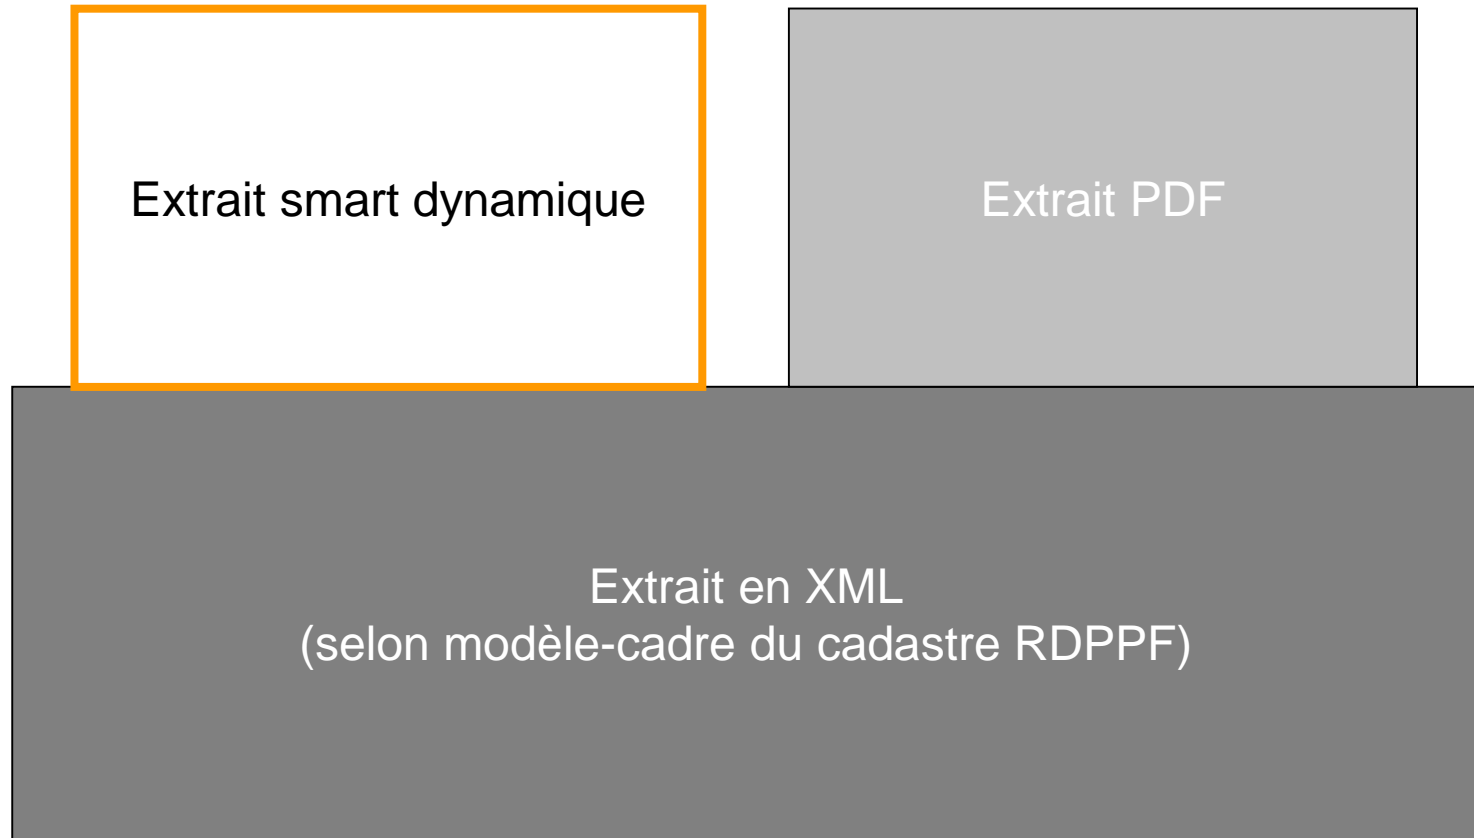 Extrait smart dynamique
Extrait PDF
Extrait en XML
(selon modèle-cadre du cadastre RDPPF)